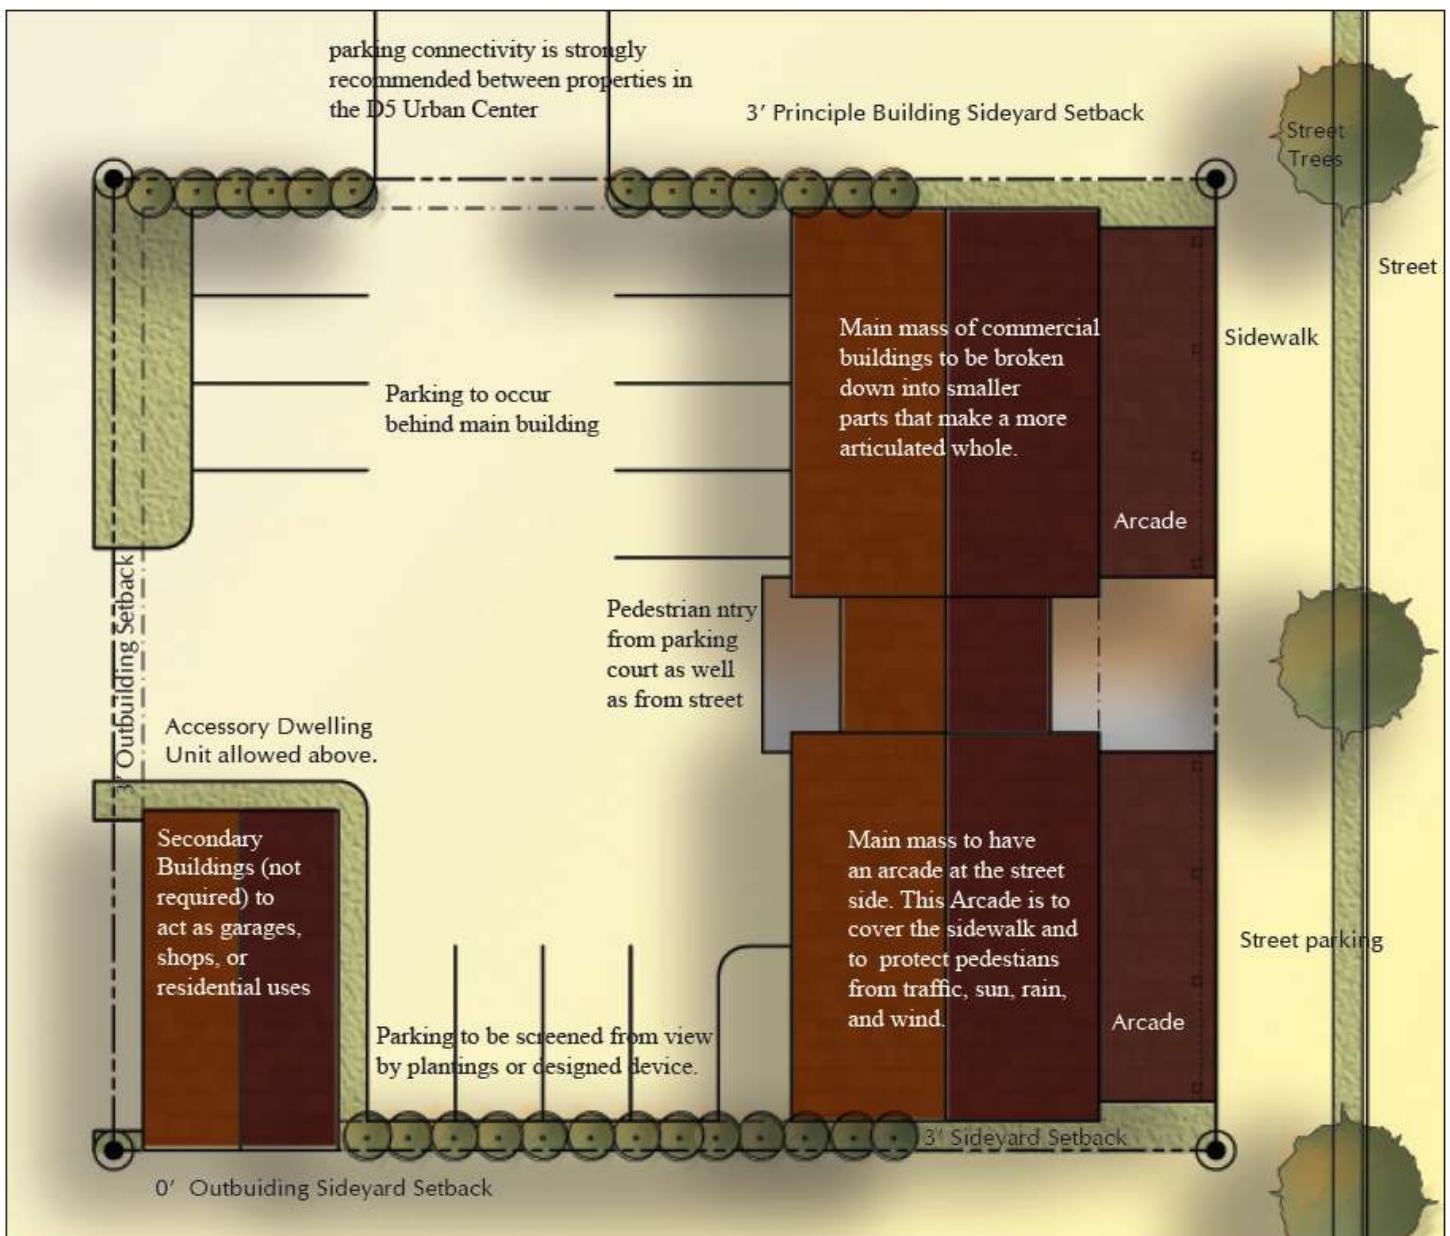 parking connectivity is strongly
recommended between properties in
the D5 Urban Center
3' Principle Building Sideyard Setback
Street
Trees
Street
Sidewalk
Main mass of commercial
buildings to be broken
down into smaller
parts that make a more
articulated whole.
Parking to occur
behind main building
Arcade
3' Outbuilding Setback
Pedestrian ntry
from parking
court as well
as from street
Accessory Dwelling
Unit allowed above.
Secondary
Buildings (not
required) to
act as garages,
shops, or
residential uses
Main mass to have
an arcade at the street
side. This Arcade is to
cover the sidewalk and
to protect pedestians
from traffic, sun, rain,
and wind.
Street parking
Arcade
Parking to be screened from view
by plantings or designed device.
3' Sideyard Setback
0' Outbuiding Sideyard Setback